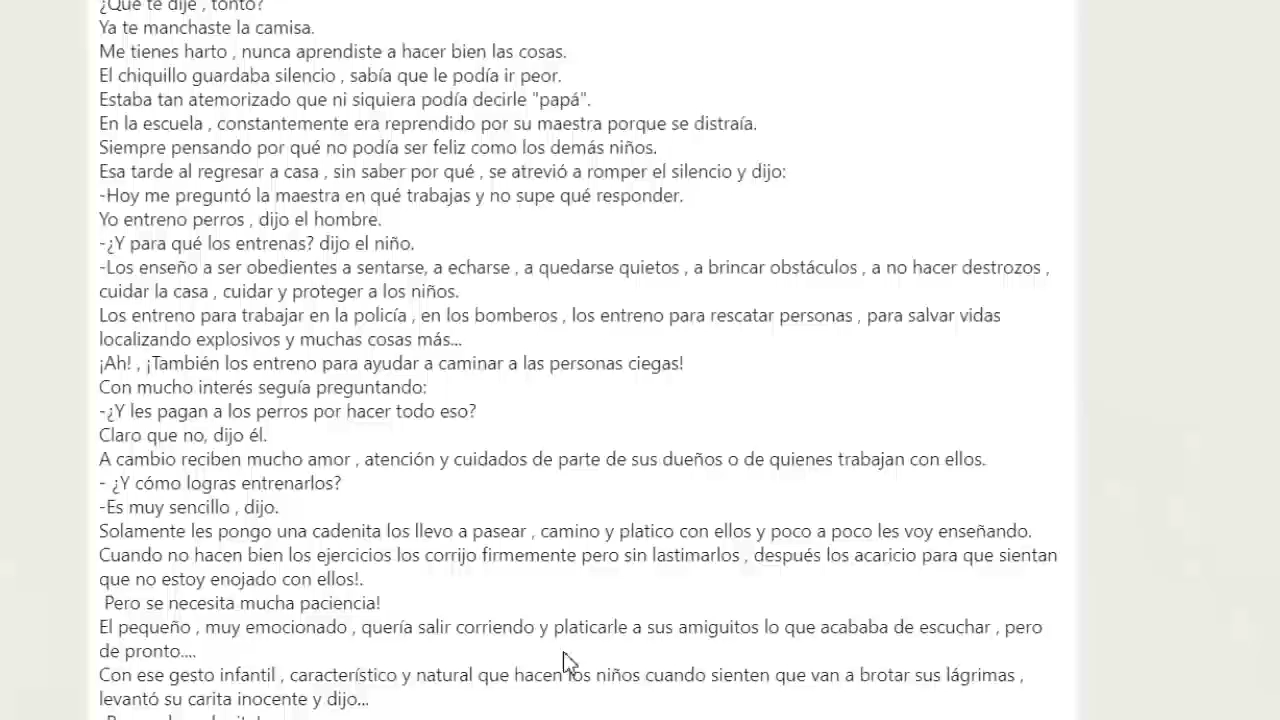 ¿Qué te dije , tonto?
Ya te manchaste la camisa.
Me tienes harto , nunca aprendiste a hacer bien las cosas.
El chiquillo guardaba silencio , sabía que le podía ir peor.
Estaba tan atemorizado que ni siquiera podía decirle "papá".
En la escuela , constantemente era reprendido por su maestra porque se distraía.
Siempre pensando por qué no podía ser feliz como los demás niños.
Esa tarde al regresar a casa , sin saber por qué , se atrevió a romper el silencio y dijo:
-Hoy me preguntó la maestra en qué trabajas y no supe qué responder.
Yo entreno perros , dijo el hombre.
-¿Y para qué los entrenas? dijo el niño.
-Los enseño a ser obedientes a sentarse, a echarse , a quedarse quietos , a brincar obstáculos , a no hacer destrozos ,
cuidar la casa , cuidar y proteger a los niños.
Los entreno para trabajar en la policía , en los bomberos , los entreno para rescatar personas , para salvar vidas
localizando explosivos y muchas cosas más...
¡Ah! , ¡También los entreno para ayudar a caminar a las personas ciegas!
Con mucho interés seguía preguntando:
-¿Y les pagan a los perros por hacer todo eso?
Claro que no, dijo él.
A cambio reciben mucho amor , atención y cuidados de parte de sus dueños o de quienes trabajan con ellos.
- ¿Y cómo logras entrenarlos?
-Es muy sencillo , dijo.
Solamente les pongo una cadenita los llevo a pasear , camino y platico con ellos y poco a poco les voy enseñando.
Cuando no hacen bien los ejercicios los corrijo firmemente pero sin lastimarlos , después los acaricio para que sientan
que no estoy enojado con ellos!.
Pero se necesita mucha paciencia!
El pequeño , muy emocionado , quería salir corriendo y platicarle a sus amiguitos lo que acababa de escuchar , pero
de pronto....
Con ese gesto infantil , característico y natural que hacen los niños cuando sienten que van a brotar sus lágrimas ,
levantó su carita inocente y dijo...